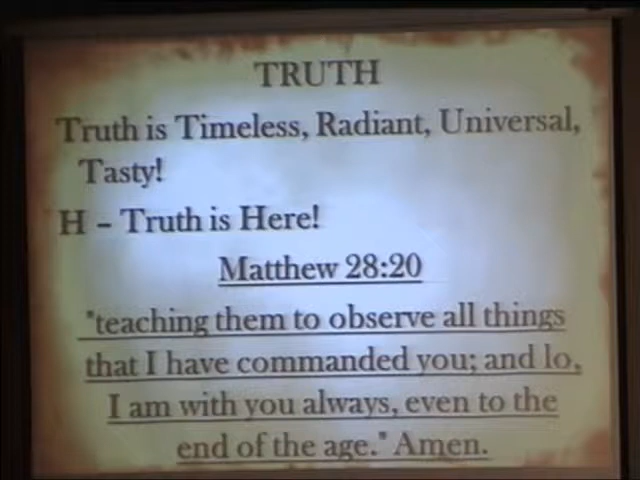 TRUTH
Truth is Timeless, Radiant, Universal,
Tasty!
H – Truth is Here!
Matthew 28:20
"teaching them to observe all things
that I have commanded you; and lo,
I am with you always, even to the
end of the age." Amen.